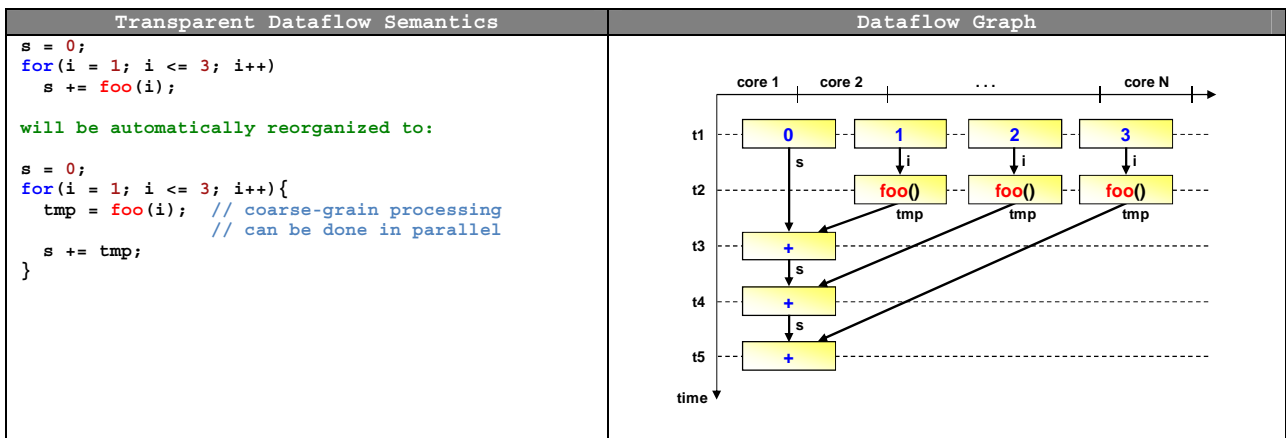 Transparent Dataflow Semantics
Dataflow Graph
s = 0;
for(i = 1; i <= 3; i++)
s += foo(i);
will be automatically reorganized to:
s = 0;
for(i = 1; i <= 3; i++){
tmp = foo(i); // coarse-grain processing
// can be done in parallel
s += tmp;
}
core 1 core 2 . . . core N
t1 0 1 2 3
s i i i
t2 foo() foo() foo()
tmp tmp tmp
t3 +
s
t4 +
s
t5 +
time